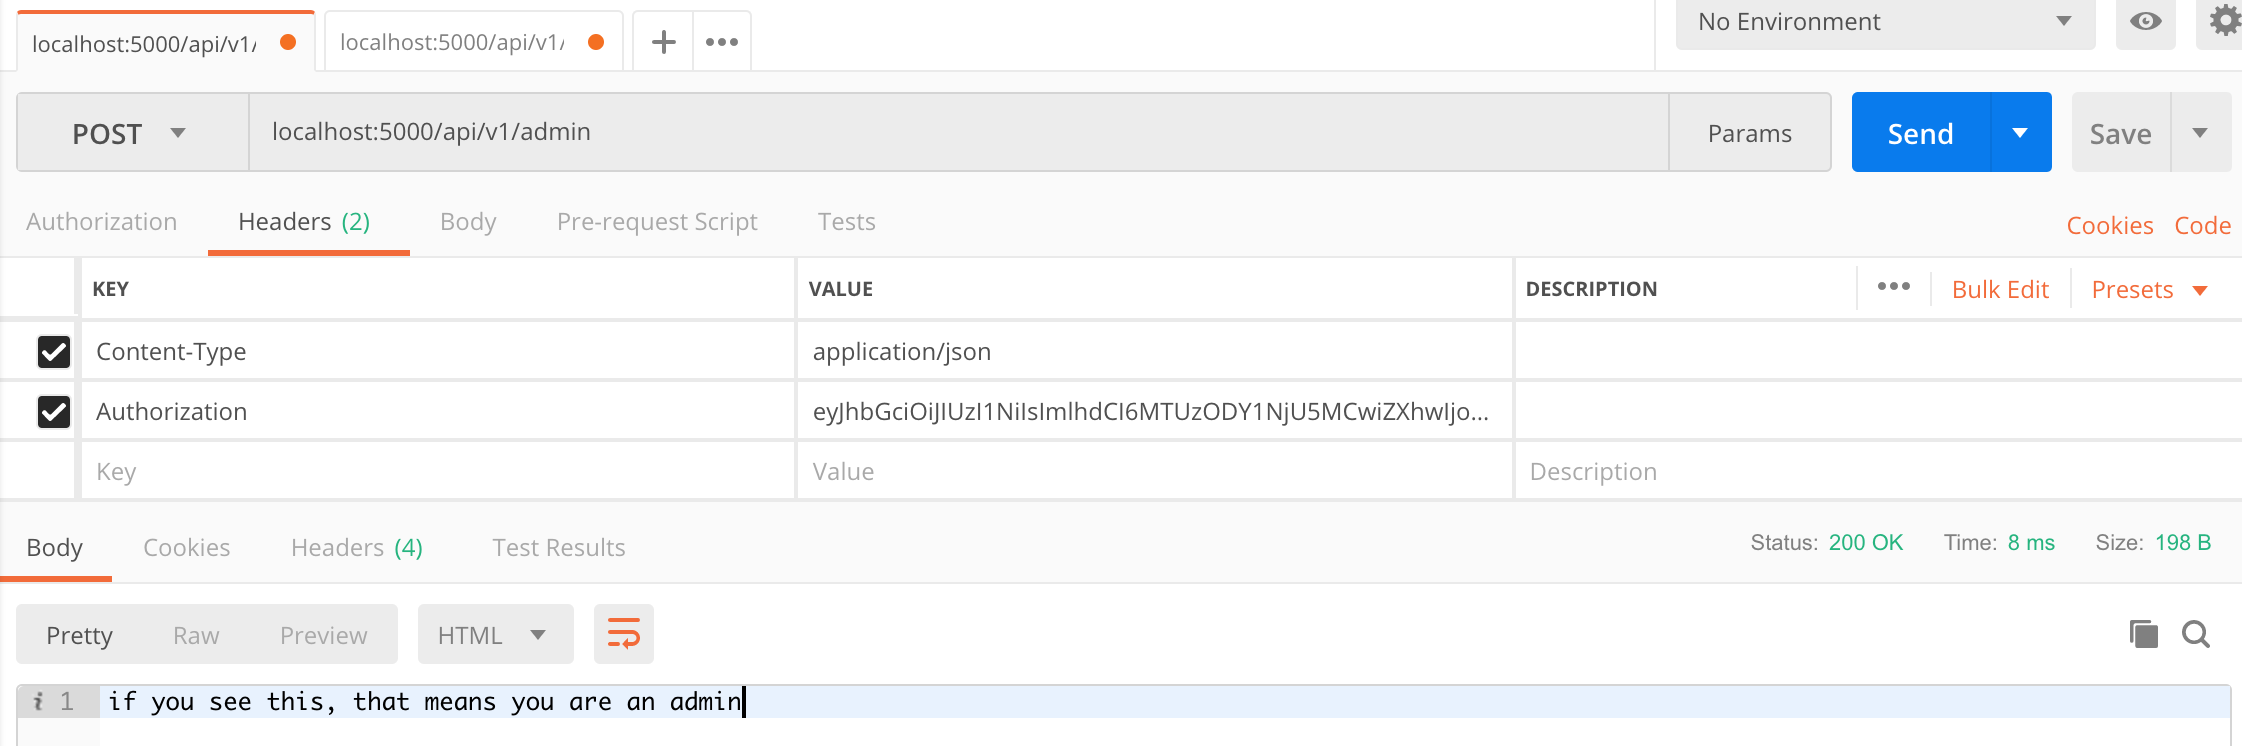 localhost:5000/api/v1/ localhost:5000/api/v1/ No Environment
POST localhost:5000/api/v1/admin Params Send Save
Authorization Headers (2) Body Pre-request Script Tests Cookies Code
KEY VALUE DESCRIPTION Bulk Edit Presets
Content-Type application/json
Authorization eyJhbGciOiJIUzI1NiIsImlhdCI6MTUzODY1NjU5MCwiZXhwIjo...
Key Value Description
Body Cookies Headers (4) Test Results Status: 200 OK Time: 8 ms Size: 198 B
Pretty Raw Preview HTML
i 1 if you see this, that means you are an admin